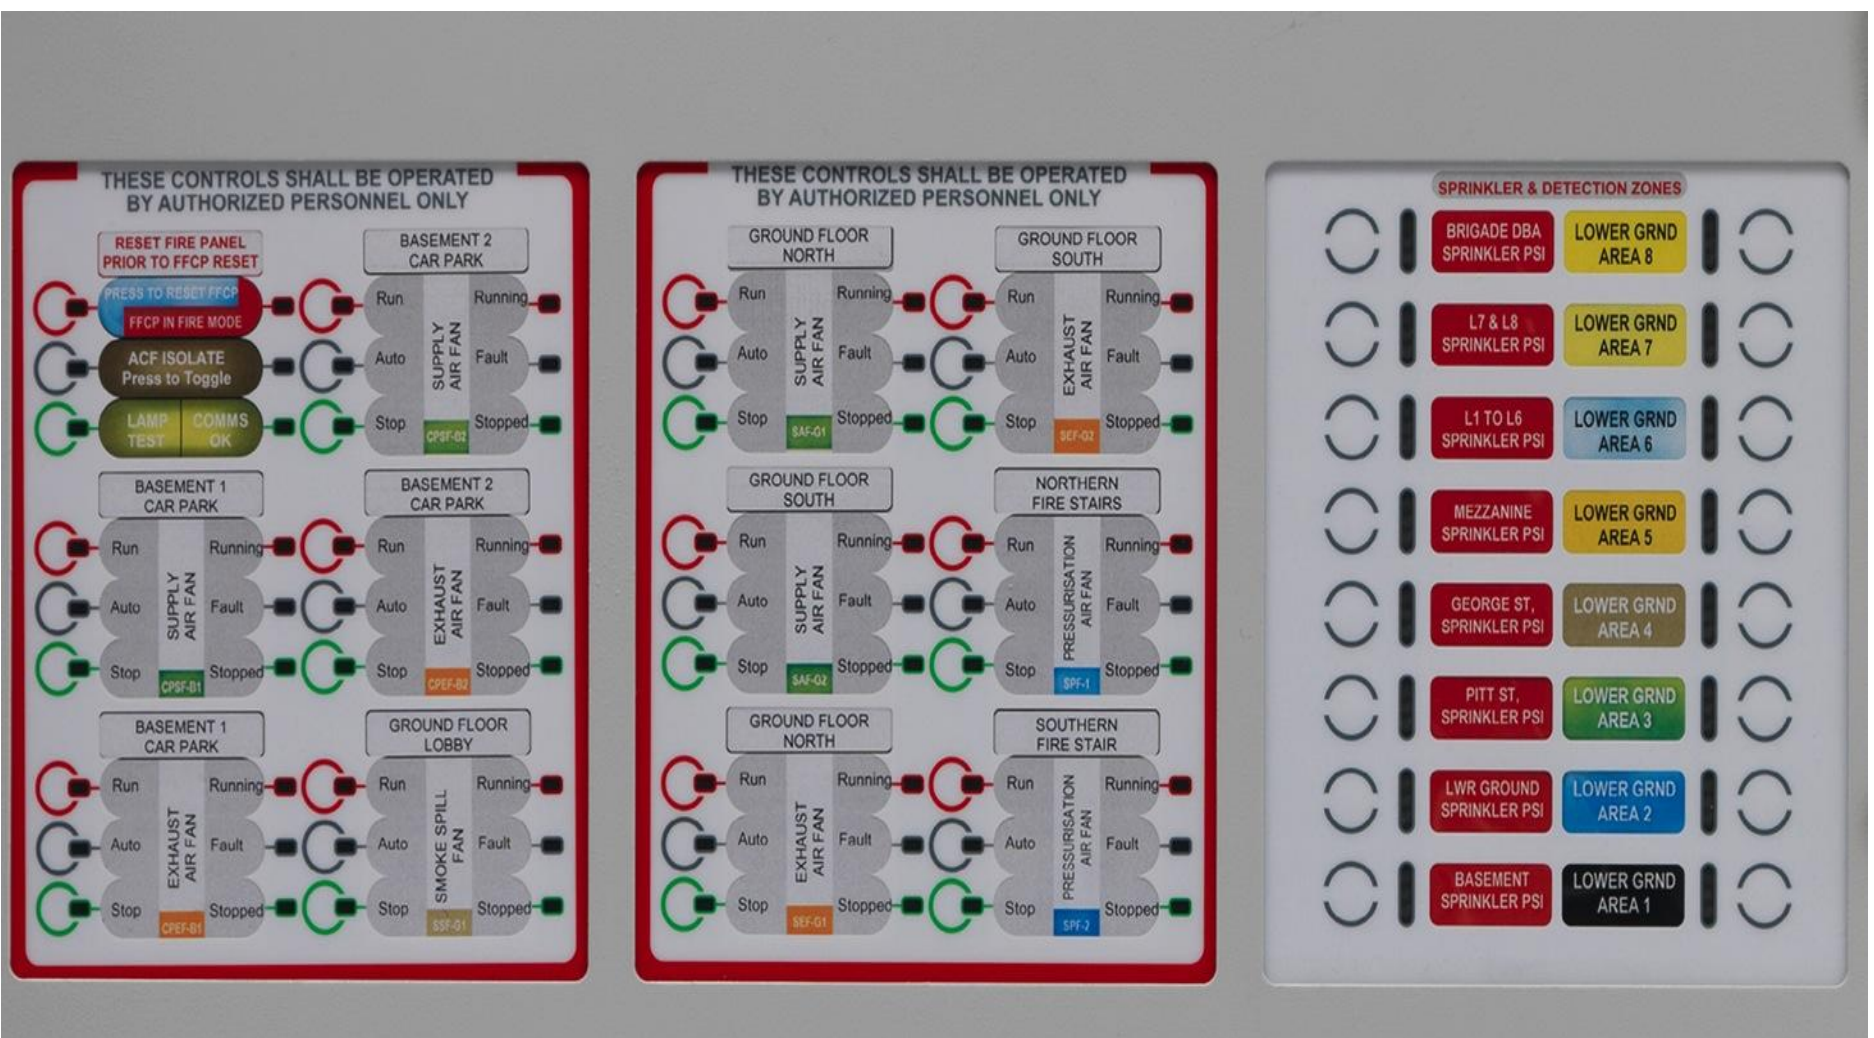 THESE CONTROLS SHALL BE OPERATED
BY AUTHORIZED PERSONNEL ONLY
RESET FIRE PANEL
PRIOR TO FFCP RESET
PRESS TO RESET FFCP
FFCP IN FIRE MODE
ACF ISOLATE
Press to Toggle
LAMP
TEST
COMMS
OK
BASEMENT 2
CAR PARK
Run
Auto
Stop
SUPPLY
AIR FAN
CPSF-B2
Running
Fault
Stopped
BASEMENT 1
CAR PARK
Run
Auto
Stop
SUPPLY
AIR FAN
CPSF-B1
Running
Fault
Stopped
BASEMENT 2
CAR PARK
Run
Auto
Stop
EXHAUST
AIR FAN
CPEF-B2
Running
Fault
Stopped
BASEMENT 1
CAR PARK
Run
Auto
Stop
EXHAUST
AIR FAN
CPEF-B1
Running
Fault
Stopped
GROUND FLOOR
LOBBY
Run
Auto
Stop
SMOKE SPILL
FAN
SSF-G1
Running
Fault
Stopped
THESE CONTROLS SHALL BE OPERATED
BY AUTHORIZED PERSONNEL ONLY
GROUND FLOOR
NORTH
Run
Auto
Stop
SUPPLY
AIR FAN
SAF-G1
Running
Fault
Stopped
GROUND FLOOR
SOUTH
Run
Auto
Stop
EXHAUST
AIR FAN
SEF-G2
Running
Fault
Stopped
GROUND FLOOR
SOUTH
Run
Auto
Stop
SUPPLY
AIR FAN
SAF-G2
Running
Fault
Stopped
NORTHERN
FIRE STAIRS
Run
Auto
Stop
PRESSURISATION
AIR FAN
SPF-1
Running
Fault
Stopped
GROUND FLOOR
NORTH
Run
Auto
Stop
EXHAUST
AIR FAN
SEF-G1
Running
Fault
Stopped
SOUTHERN
FIRE STAIR
Run
Auto
Stop
PRESSURISATION
AIR FAN
SPF-2
Running
Fault
Stopped
SPRINKLER & DETECTION ZONES
BRIGADE DBA
SPRINKLER PSI
LOWER GRND
AREA 8
L7 & L8
SPRINKLER PSI
LOWER GRND
AREA 7
L1 TO L6
SPRINKLER PSI
LOWER GRND
AREA 6
MEZZANINE
SPRINKLER PSI
LOWER GRND
AREA 5
GEORGE ST,
SPRINKLER PSI
LOWER GRND
AREA 4
PITT ST,
SPRINKLER PSI
LOWER GRND
AREA 3
LWR GROUND
SPRINKLER PSI
LOWER GRND
AREA 2
BASEMENT
SPRINKLER PSI
LOWER GRND
AREA 1